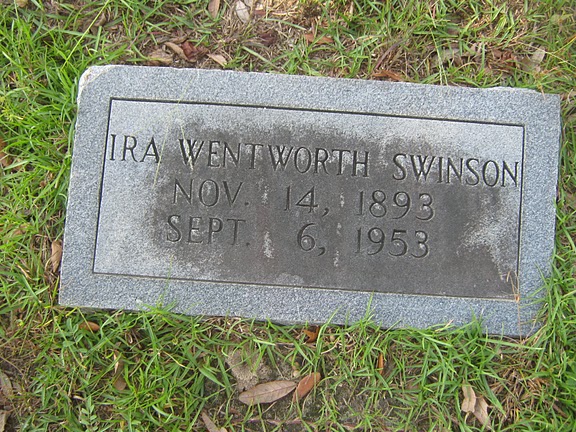 IRA WENTWORTH SWINSON
NOV. 14, 1893
SEPT. 6, 1953